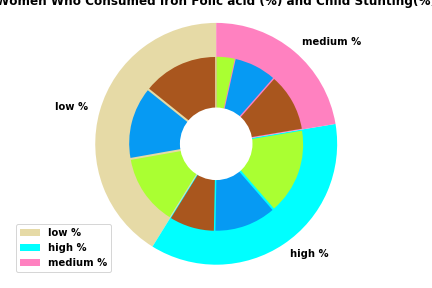 Women Who Consumed Iron Folic acid (%) and Child Stunting(%)
medium %
low %
high %
low %
high %
medium %